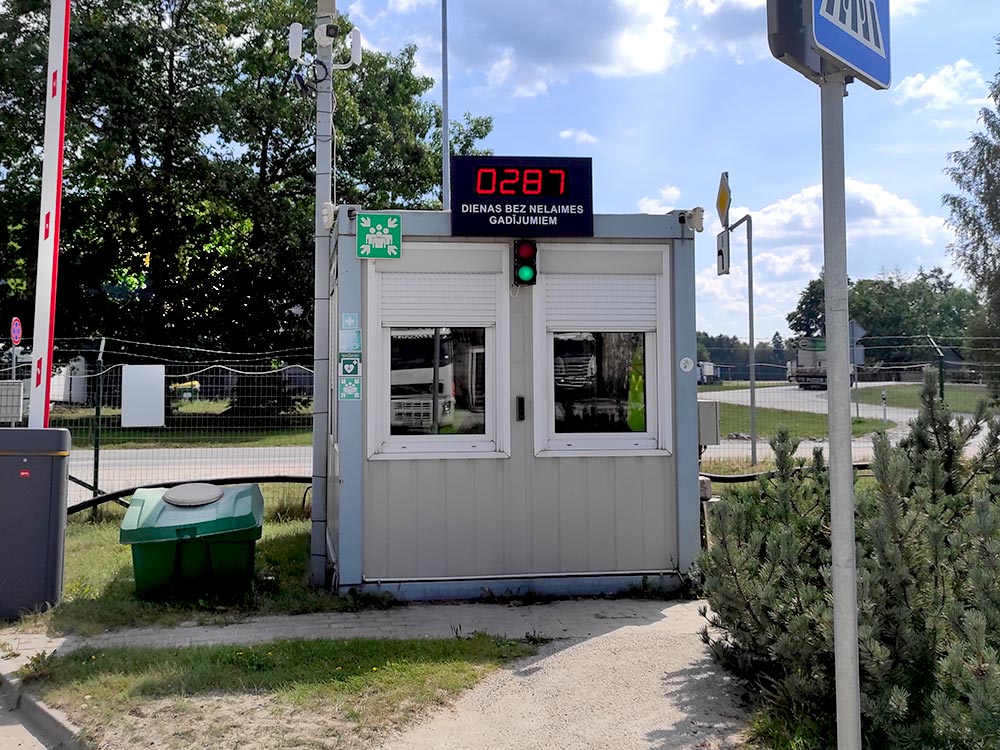 0287
DIENAS BEZ NELAIMES
GADĪJUMIEM